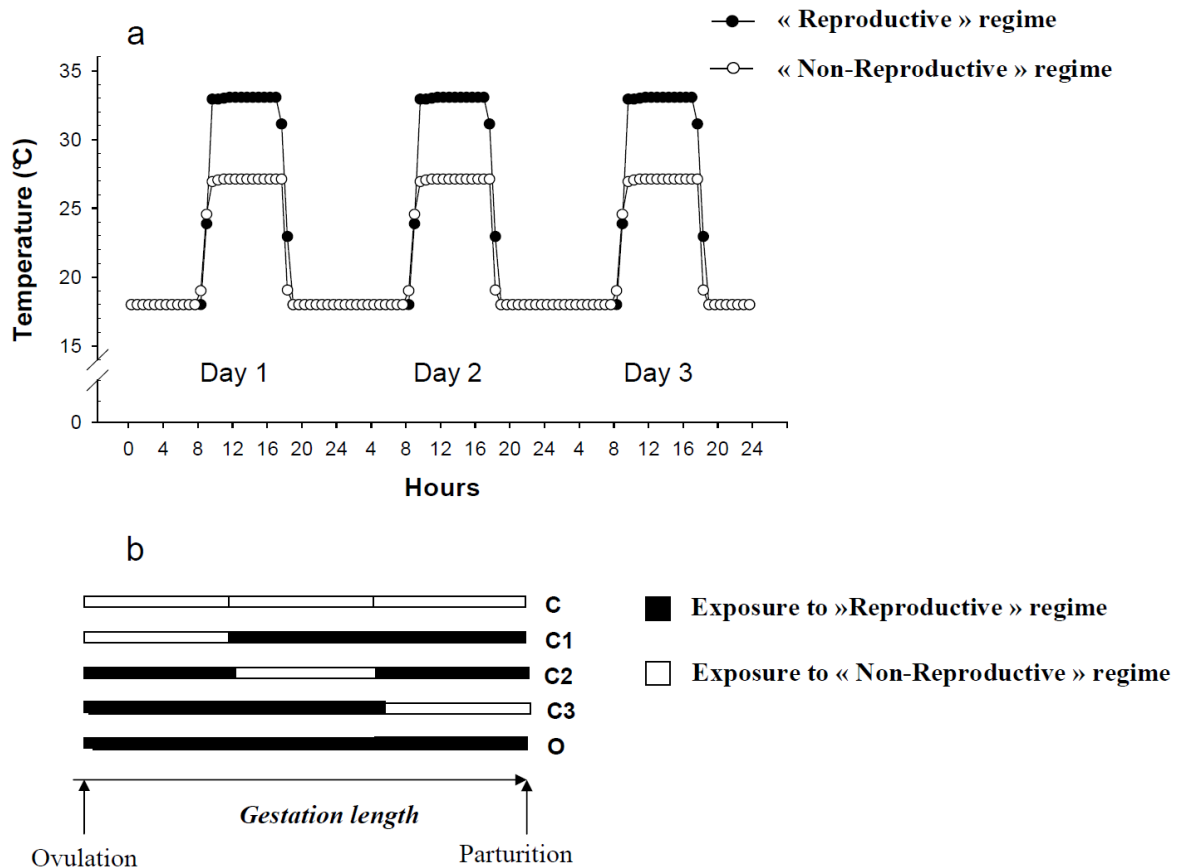 a
« Reproductive » regime
« Non-Reproductive » regime
35
30
25
20
15
0
Temperature (°C)
Day 1 Day 2 Day 3
0 4 8 12 16 20 24 4 8 12 16 20 24 4 8 12 16 20 24
Hours
b
C
C1
C2
C3
O
Exposure to »Reproductive » regime
Exposure to « Non-Reproductive » regime
Gestation length
Ovulation
Parturition